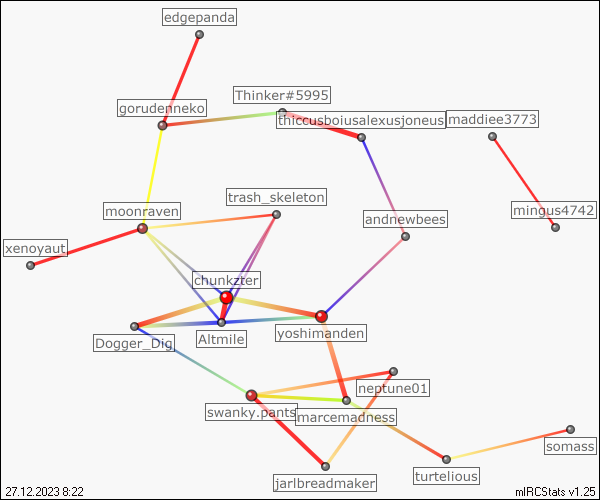 edgepanda
Thinker#5995
gorudenneko
thiccusboiusalexusjoneus
maddiee3773
trash_skeleton
moonraven
andnewbees
mingus4742
xenoyaut
chunkzter
Dogger_Dig
Altmile
yoshimanden
neptune01
swanky.pants
marcemadness
somass
jarlbreadmaker
turtelious
27.12.2023 8:22
mIRCStats v1.25